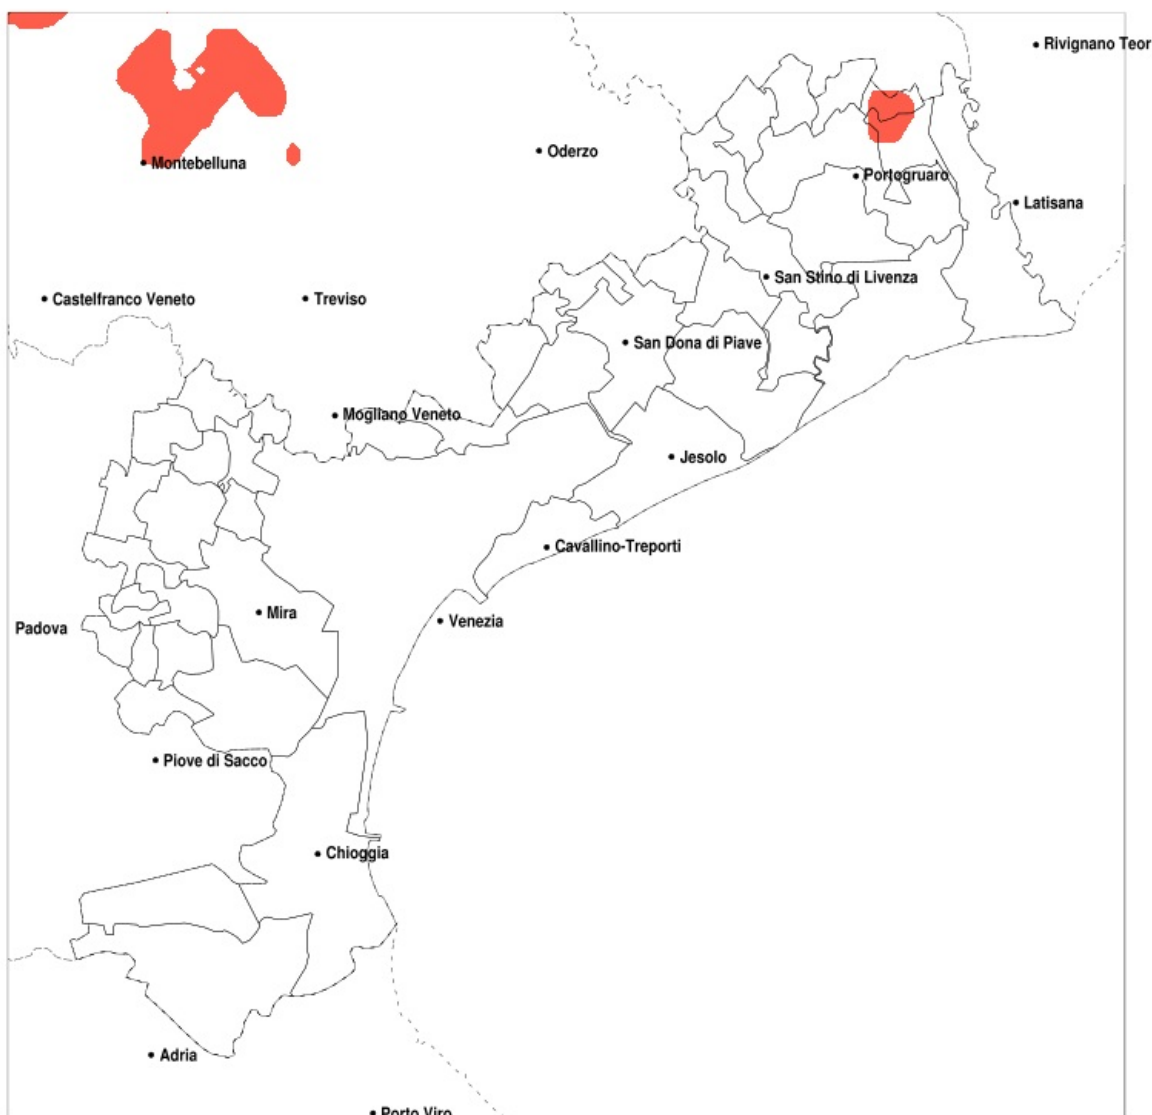 Rivignano Teor
Oderzo
Montebelluna
Portogruaro
Latisana
San Stino di Livenza
Castelfranco Veneto
Treviso
San Dona di Piave
Mogliano Veneto
Jesolo
Cavallino-Treporti
Mira
Venezia
Padova
Piove di Sacco
Chioggia
Adria
Porto Viro